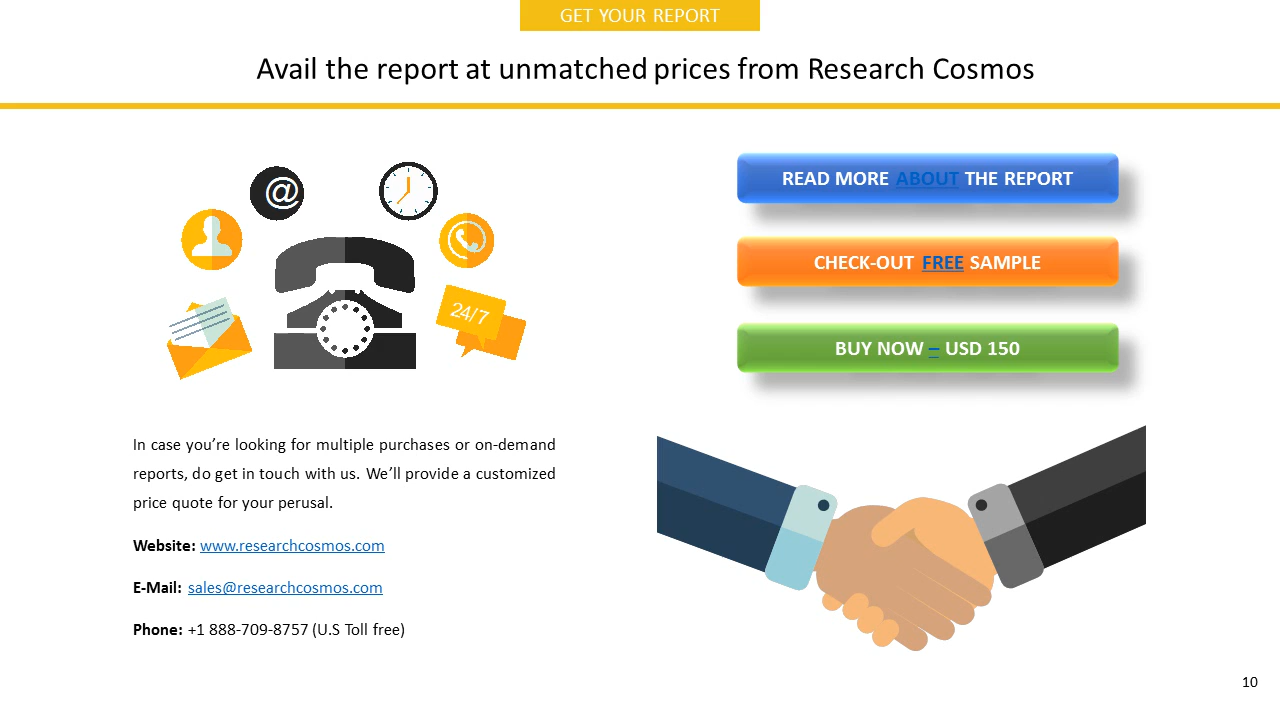 GET YOUR REPORT
Avail the report at unmatched prices from Research Cosmos
@
24/7
READ MORE ABOUT THE REPORT
CHECK-OUT FREE SAMPLE
BUY NOW – USD 150
In case you’re looking for multiple purchases or on-demand
reports, do get in touch with us. We’ll provide a customized
price quote for your perusal.
Website: www.researchcosmos.com
E-Mail: sales@researchcosmos.com
Phone: +1 888-709-8757 (U.S Toll free)
10